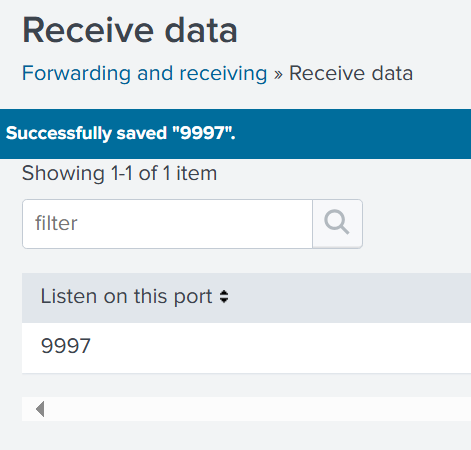 Receive data
Forwarding and receiving » Receive data
Successfully saved "9997".
Showing 1-1 of 1 item
filter
Listen on this port
9997